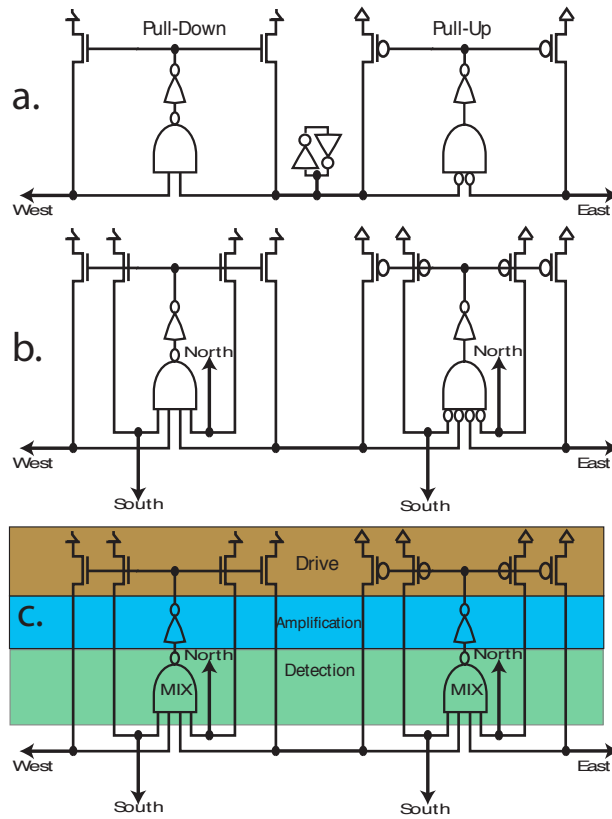 Pull-Down Pull-Up
a.
West East
b.
North North
West East
South South
Drive
c.
Amplification
Detection
North North
MIX MIX
West East
South South